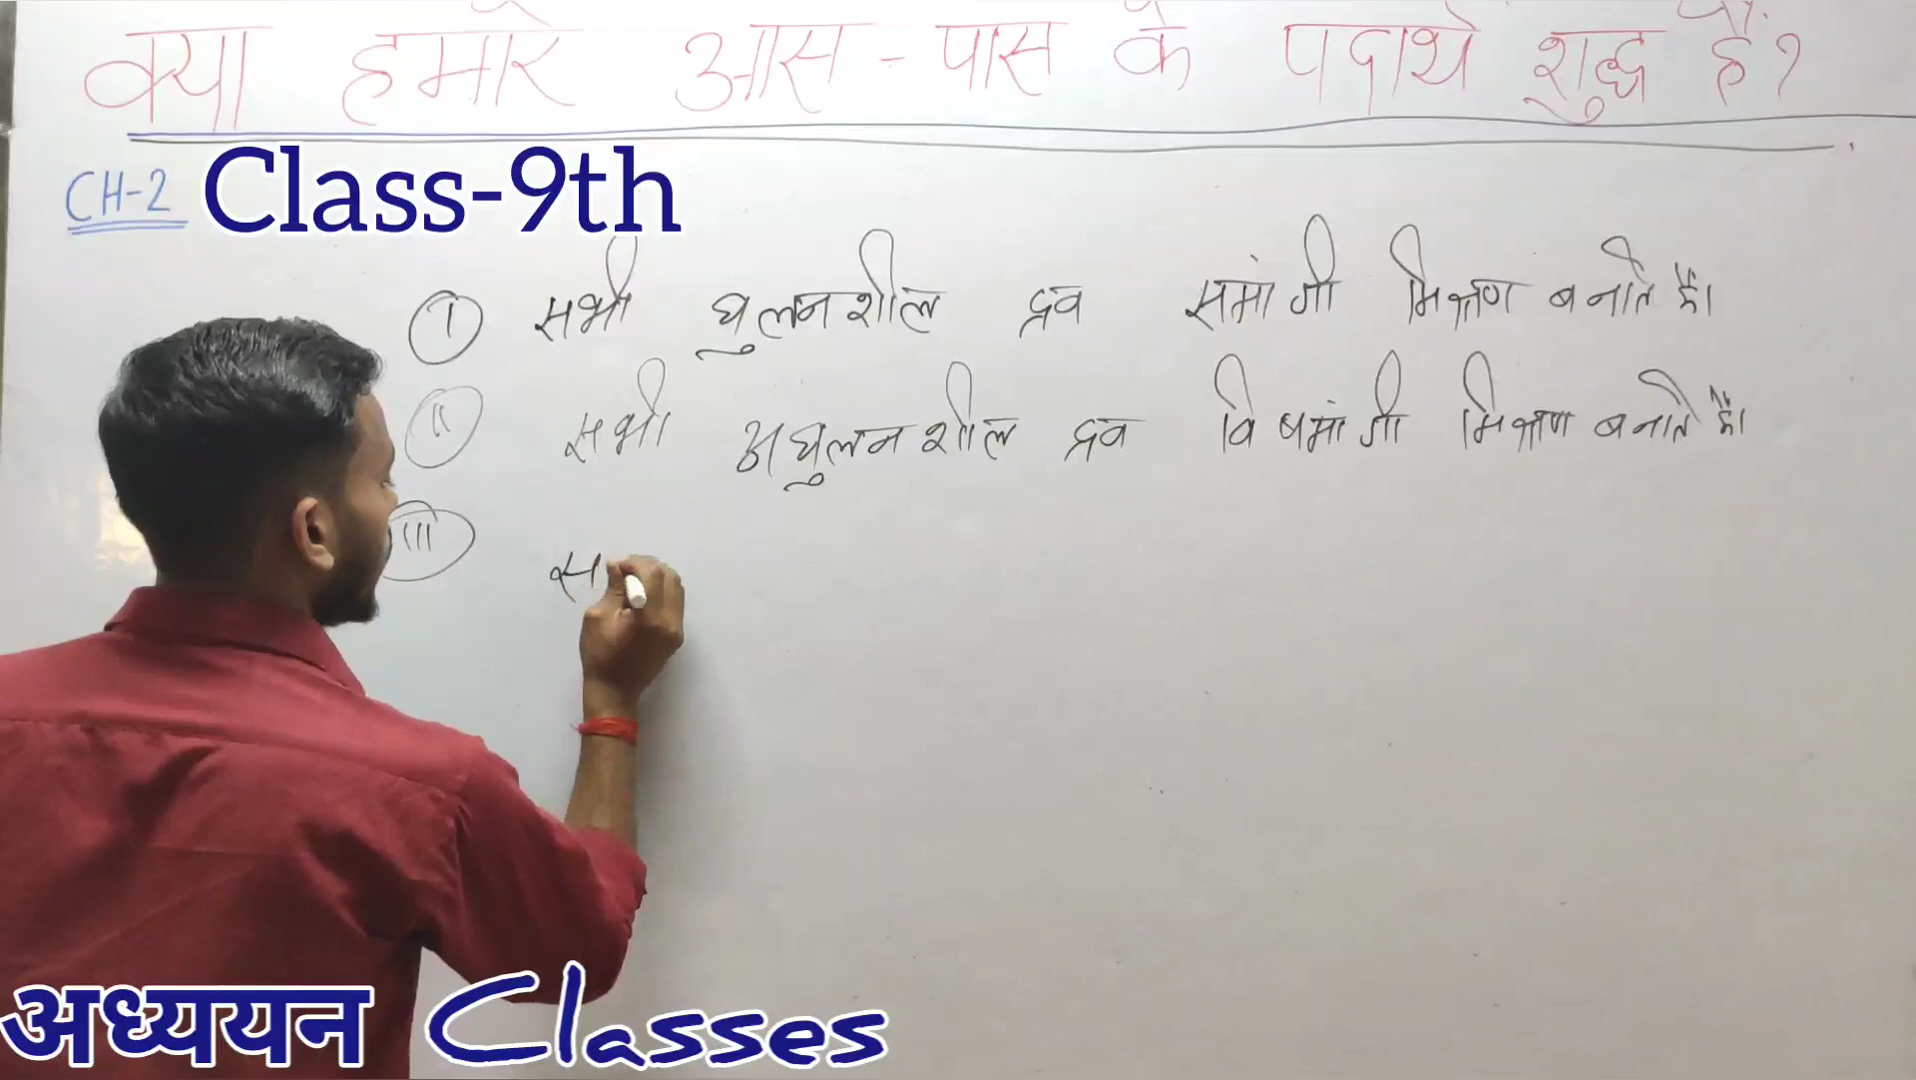 क्या हमारे आस-पास के पदार्थ शुद्ध हैं?
CH-2 Class-9th
I सभी घुलनशील द्रव समांगी मिश्रण बनाते हैं।
II सभी अघुलनशील द्रव विषमांगी मिश्रण बनाते हैं।
III स
अध्ययन Classes